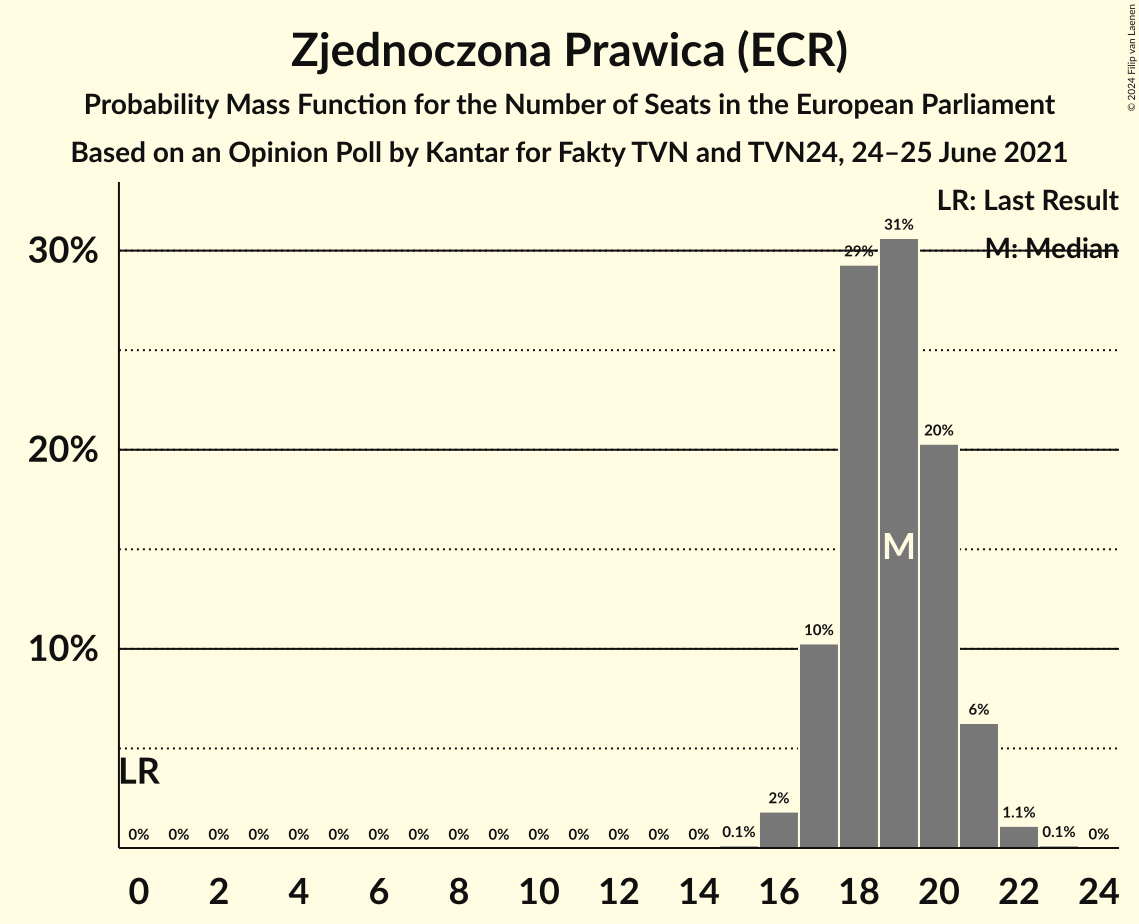 Zjednoczona Prawica (ECR)
Probability Mass Function for the Number of Seats in the European Parliament
Based on an Opinion Poll by Kantar for Fakty TVN and TVN24, 24–25 June 2021
© 2024 Filip van Laenen
LR: Last Result
M: Median
30%
20%
10%
31%
29%
20%
M
10%
6%
LR
2%
1.1%
0% 0% 0% 0% 0% 0% 0% 0% 0% 0% 0% 0% 0% 0% 0% 0.1% 0.1% 0%
0 2 4 6 8 10 12 14 16 18 20 22 24